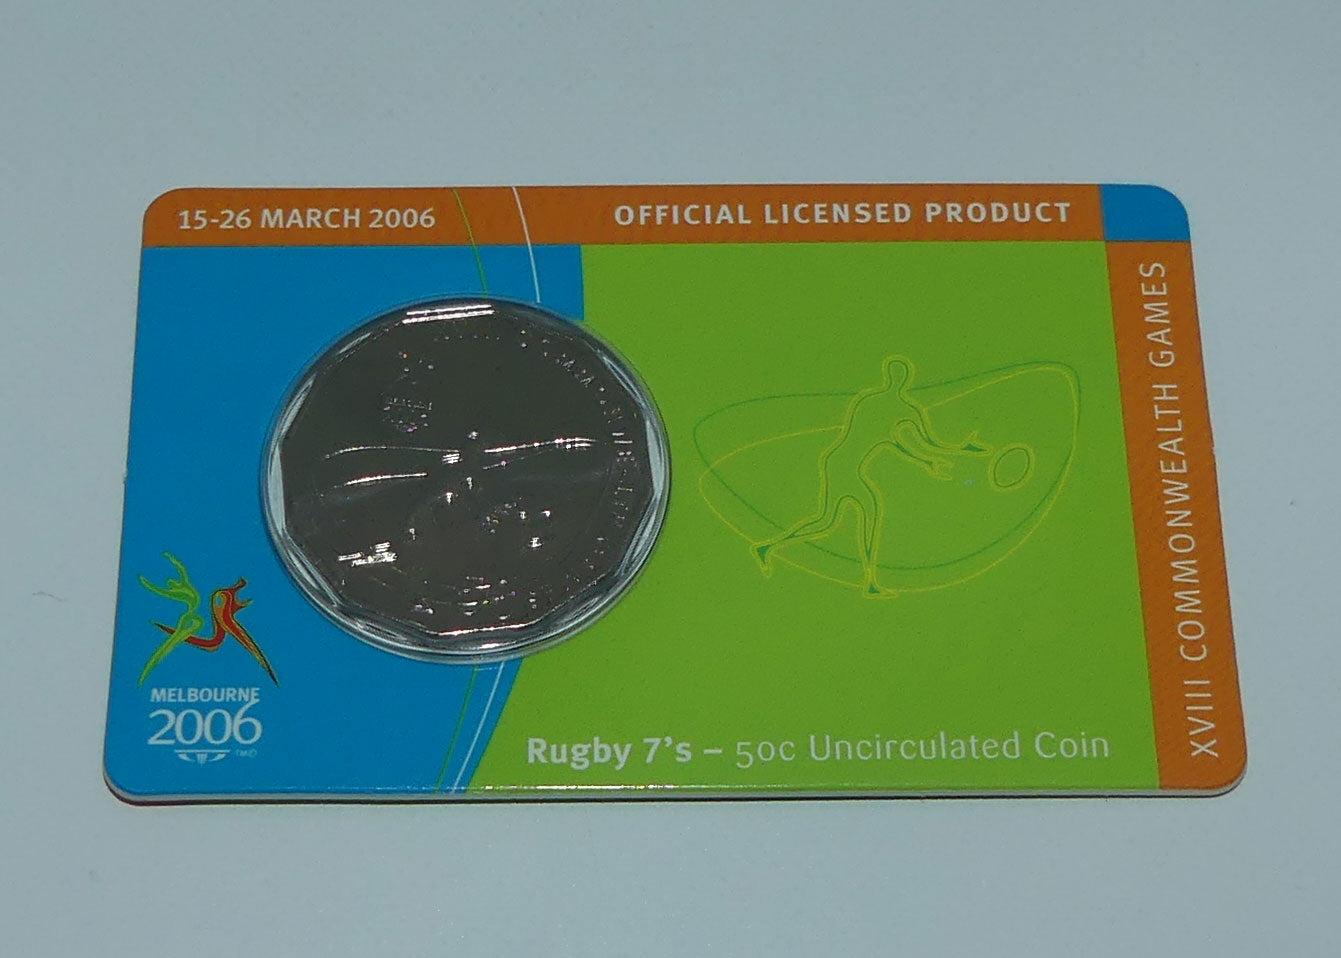 15-26 MARCH 2006
OFFICIAL LICENSED PRODUCT
XVIII COMMONWEALTH GAMES
MELBOURNE
2006
Rugby 7's – 50c Uncirculated Coin